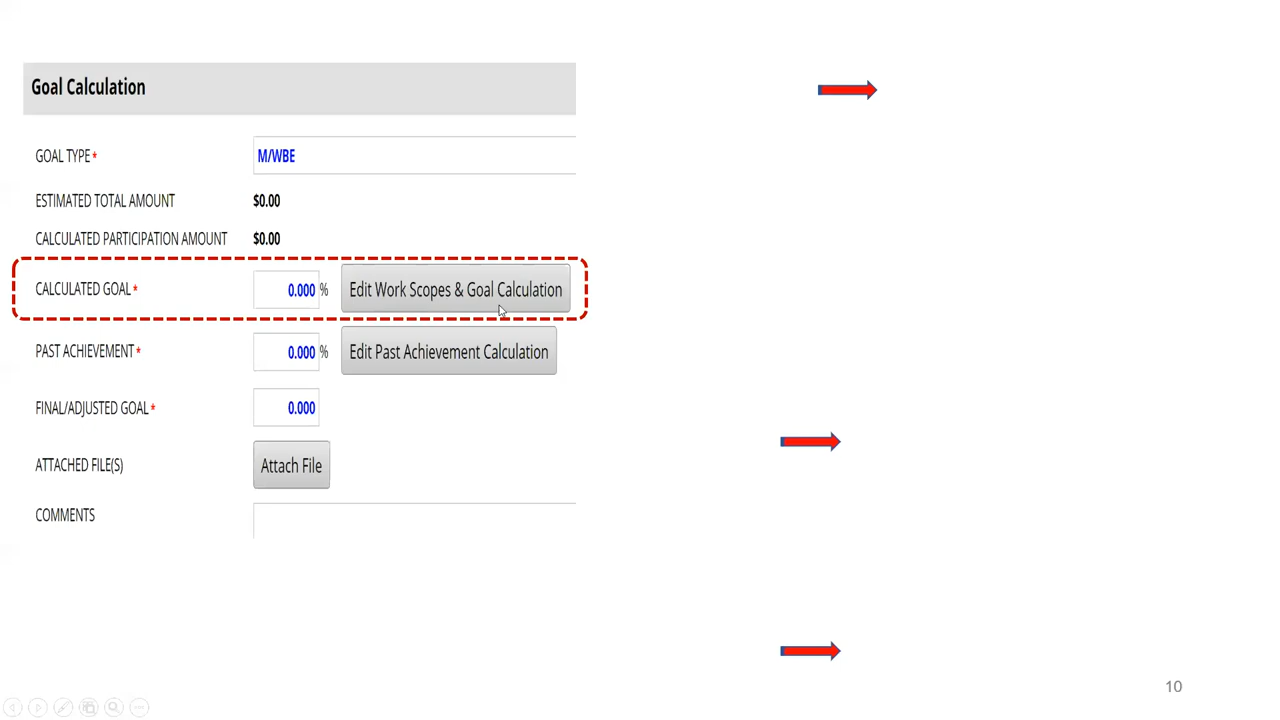 Goal Calculation
GOAL TYPE* M/WBE
ESTIMATED TOTAL AMOUNT $0.00
CALCULATED PARTICIPATION AMOUNT $0.00
CALCULATED GOAL* 0.000 % Edit Work Scopes & Goal Calculation
PAST ACHIEVEMENT* 0.000 % Edit Past Achievement Calculation
FINAL/ADJUSTED GOAL* 0.000
ATTACHED FILE(S) Attach File
COMMENTS
10